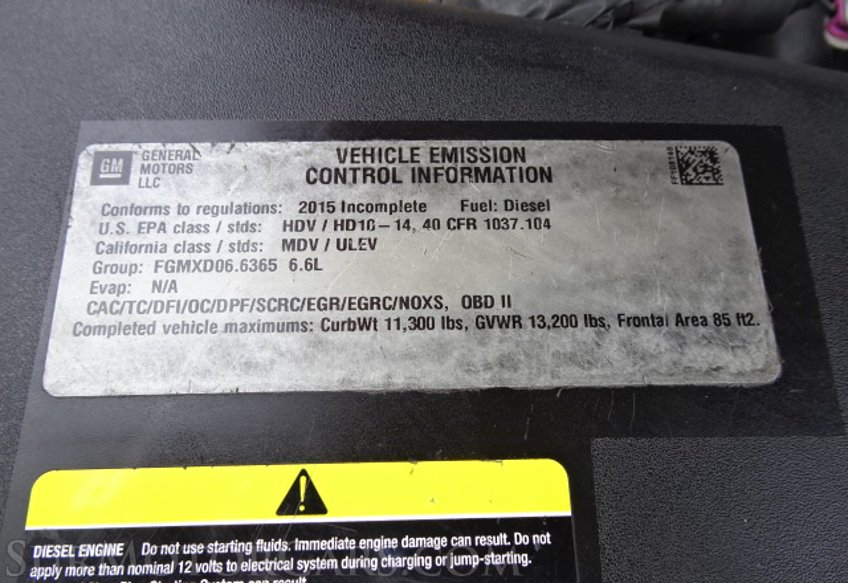 GM
GENERAL
MOTORS
LLC
VEHICLE EMISSION
CONTROL INFORMATION
Conforms to regulations: 2015 Incomplete Fuel: Diesel
U.S. EPA class / stds: HDV / HD10-14, 40 CFR 1037.104
California class / stds: MDV / ULEV
Group: FGMXD06.6365 6.6L
Evap: N/A
CAC/TC/DFI/OC/DPF/SCRC/EGR/EGRC/NOXS, OBD II
Completed vehicle maximums: CurbWt 11,300 lbs, GVWR 13,200 lbs, Frontal Area 85 ft2.
DIESEL ENGINE Do not use starting fluids. Immediate engine damage can result. Do not
apply more than nominal 12 volts to electrical system during charging or jump-starting.
System can result